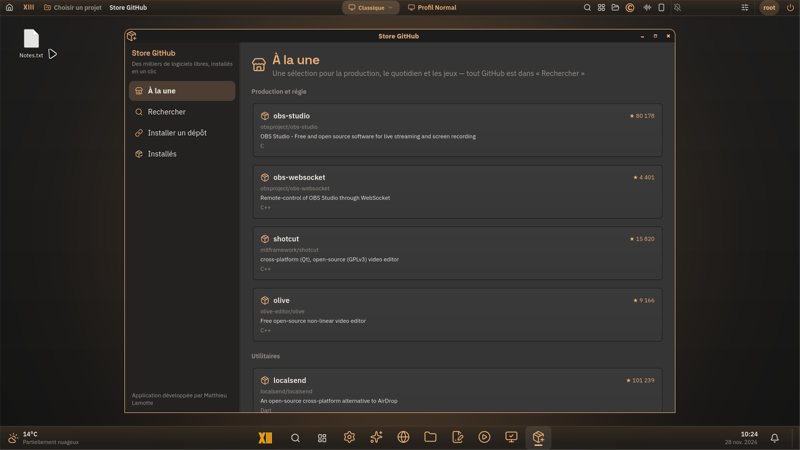 XIII
Choisir un projet
Store GitHub
Classique
Profil Normal
root
Notes.txt
Store GitHub
Store GitHub
Des milliers de logiciels libres, installés
en un clic
À la une
Rechercher
Installer un dépôt
Installés
Application développée par Matthieu
Lamotte
À la une
Une sélection pour la production, le quotidien et les jeux — tout GitHub est dans « Rechercher »
Production et régie
obs-studio
★ 80 178
obsproject/obs-studio
OBS Studio - Free and open source software for live streaming and screen recording
C
obs-websocket
★ 4 401
obsproject/obs-websocket
Remote-control of OBS Studio through WebSocket
C++
shotcut
★ 15 820
mltframework/shotcut
cross-platform (Qt), open-source (GPLv3) video editor
C++
olive
★ 9 166
olive-editor/olive
Free open-source non-linear video editor
C++
Utilitaires
localsend
★ 101 239
localsend/localsend
An open-source cross-platform alternative to AirDrop
Dart
14°C
Partiellement nuageux
XIII
10:24
28 nov. 2026